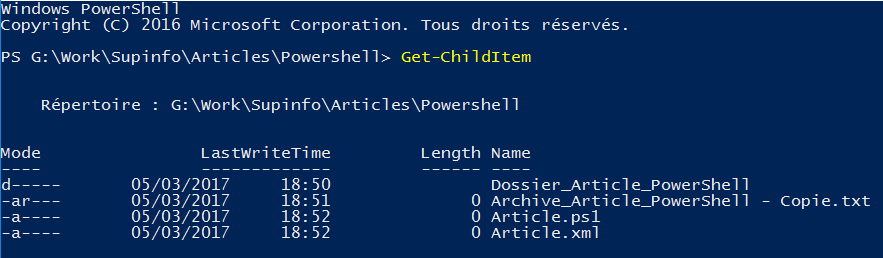 Windows PowerShell
Copyright (C) 2016 Microsoft Corporation. Tous droits réservés.
PS G:\Work\Supinfo\Articles\Powershell> Get-ChildItem
Répertoire : G:\Work\Supinfo\Articles\Powershell
Mode                LastWriteTime         Length Name
----                -------------         ------ ----
d-----       05/03/2017     18:50                Dossier_Article_PowerShell
-ar---       05/03/2017     18:51              0 Archive_Article_PowerShell - Copie.txt
-a----       05/03/2017     18:52              0 Article.ps1
-a----       05/03/2017     18:52              0 Article.xml